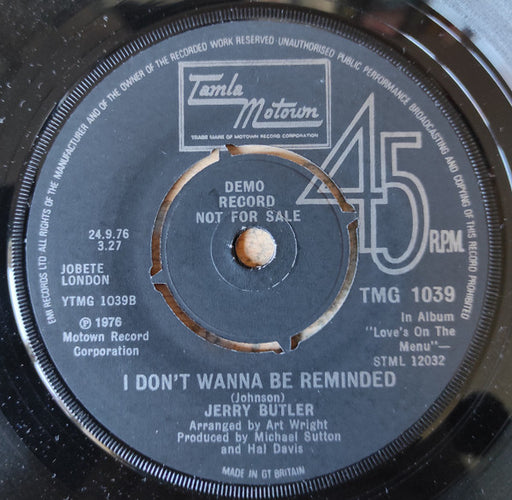 EMI RECORDS LTD ALL RIGHTS OF THE MANUFACTURER AND OF THE OWNER OF THE RECORDED WORK RESERVED · UNAUTHORISED PUBLIC PERFORMANCE BROADCASTING AND COPYING OF THIS RECORD PROHIBITED
Tamla
Motown
TRADE MARK OF MOTOWN RECORD CORPORATION
45
RPM.
DEMO
RECORD
NOT FOR SALE
24.9.76
3.27
JOBETE
LONDON
YTMG 1039B
℗ 1976
Motown Record
Corporation
TMG 1039
In Album
"Love's On The
Menu"—
STML 12032
I DON'T WANNA BE REMINDED
(Johnson)
JERRY BUTLER
Arranged by Art Wright
Produced by Michael Sutton
and Hal Davis
MADE IN GT BRITAIN